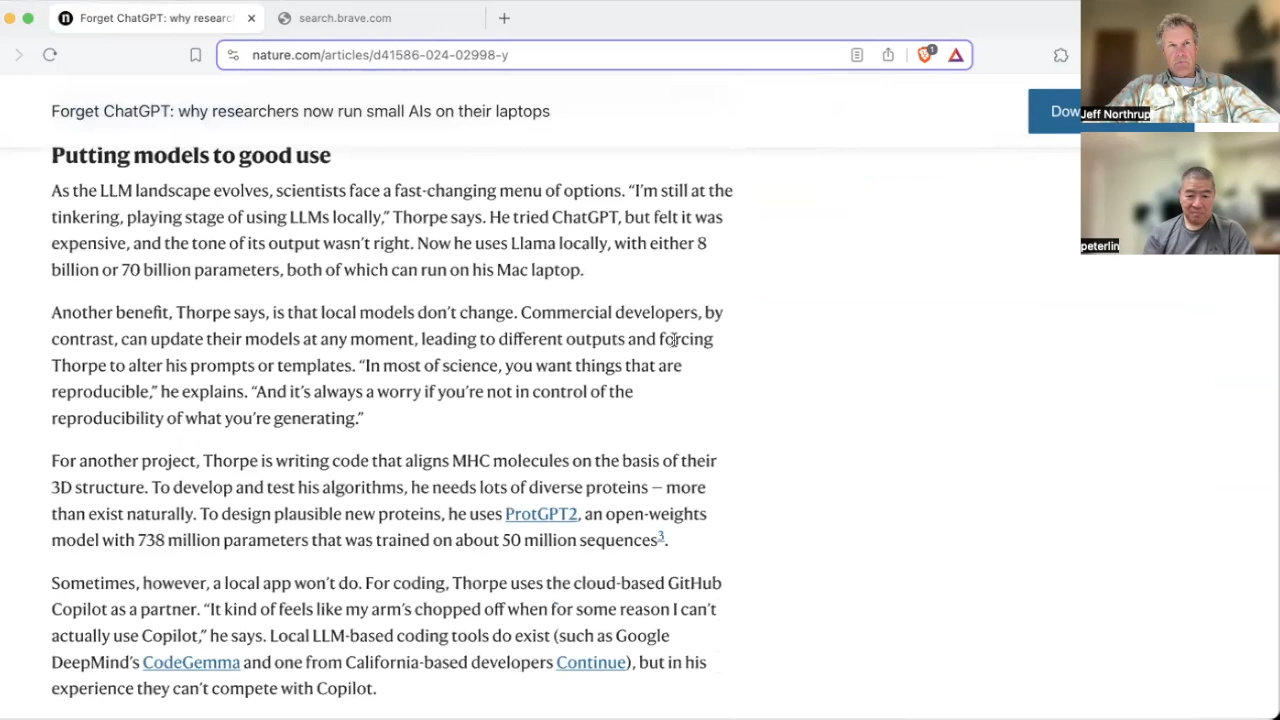 Forget ChatGPT: why researc
search.brave.com
nature.com/articles/d41586-024-02998-y
1
Forget ChatGPT: why researchers now run small AIs on their laptops
Dow
Jeff Northrup
peterlin
Putting models to good use
As the LLM landscape evolves, scientists face a fast-changing menu of options. “I’m still at the
tinkering, playing stage of using LLMs locally,” Thorpe says. He tried ChatGPT, but felt it was
expensive, and the tone of its output wasn’t right. Now he uses Llama locally, with either 8
billion or 70 billion parameters, both of which can run on his Mac laptop.
Another benefit, Thorpe says, is that local models don’t change. Commercial developers, by
contrast, can update their models at any moment, leading to different outputs and forcing
Thorpe to alter his prompts or templates. “In most of science, you want things that are
reproducible,” he explains. “And it’s always a worry if you’re not in control of the
reproducibility of what you’re generating.”
For another project, Thorpe is writing code that aligns MHC molecules on the basis of their
3D structure. To develop and test his algorithms, he needs lots of diverse proteins — more
than exist naturally. To design plausible new proteins, he uses ProtGPT2, an open-weights
model with 738 million parameters that was trained on about 50 million sequences3.
Sometimes, however, a local app won’t do. For coding, Thorpe uses the cloud-based GitHub
Copilot as a partner. “It kind of feels like my arm’s chopped off when for some reason I can’t
actually use Copilot,” he says. Local LLM-based coding tools do exist (such as Google
DeepMind’s CodeGemma and one from California-based developers Continue), but in his
experience they can’t compete with Copilot.